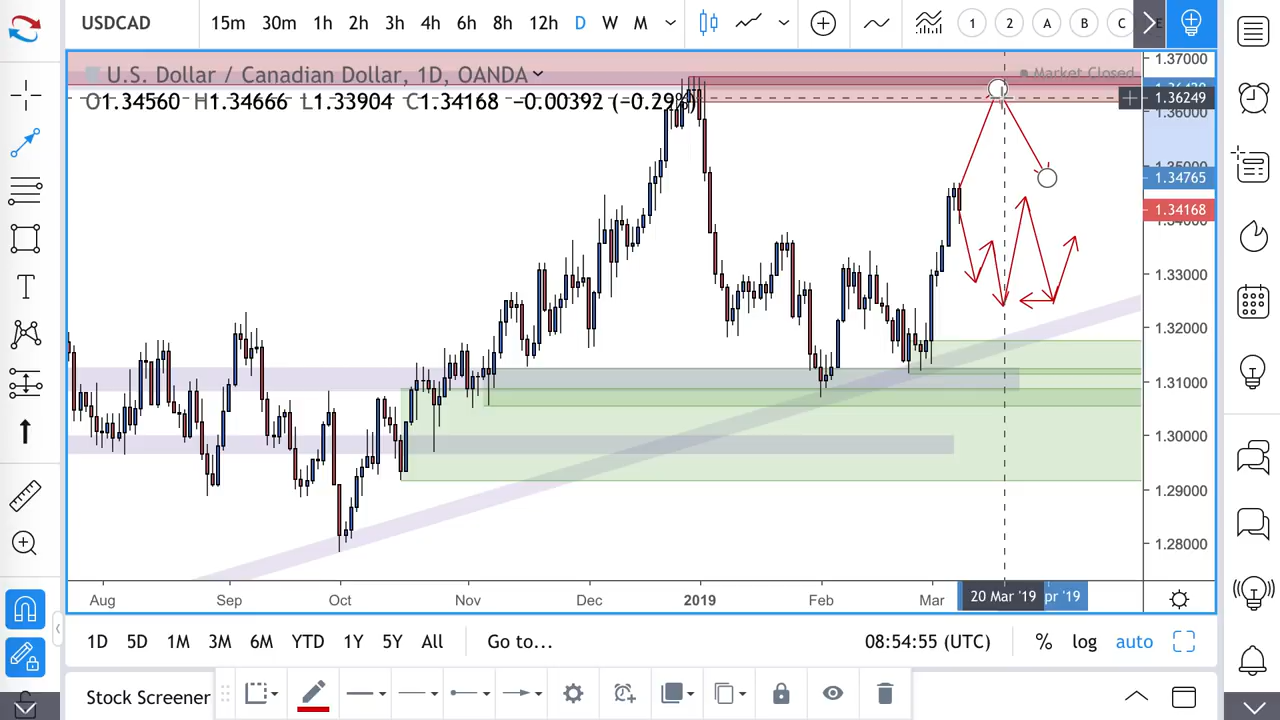 USDCAD 15m 30m 1h 2h 3h 4h 6h 8h 12h D W M 1 2 A B C
U.S. Dollar / Canadian Dollar, 1D, OANDA
Market Closed
O1.34560 H1.34666 L1.33904 C1.34168 −0.00392 (−0.29%)
1.37000
1.36249
1.36000
1.34765
1.34168
1.33000
1.32000
1.31000
1.30000
1.29000
1.28000
Aug Sep Oct Nov Dec 2019 Feb Mar 20 Mar '19 pr '19
1D 5D 1M 3M 6M YTD 1Y 5Y All Go to... 08:54:55 (UTC) % log auto
Stock Screener